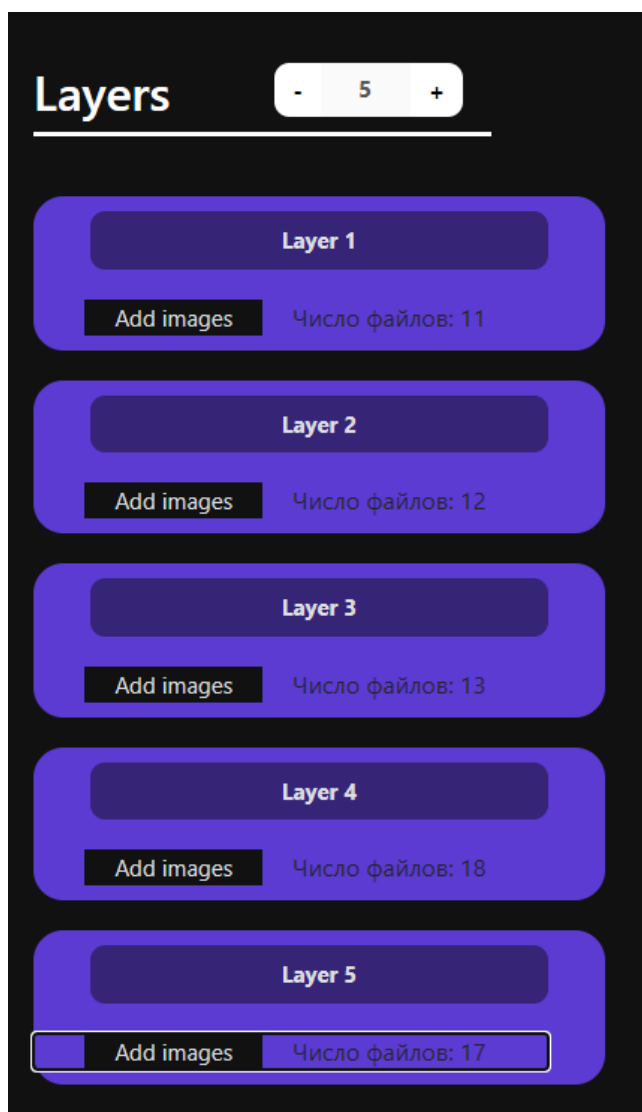 Layers - 5 +
Layer 1
Add images Число файлов: 11
Layer 2
Add images Число файлов: 12
Layer 3
Add images Число файлов: 13
Layer 4
Add images Число файлов: 18
Layer 5
Add images Число файлов: 17